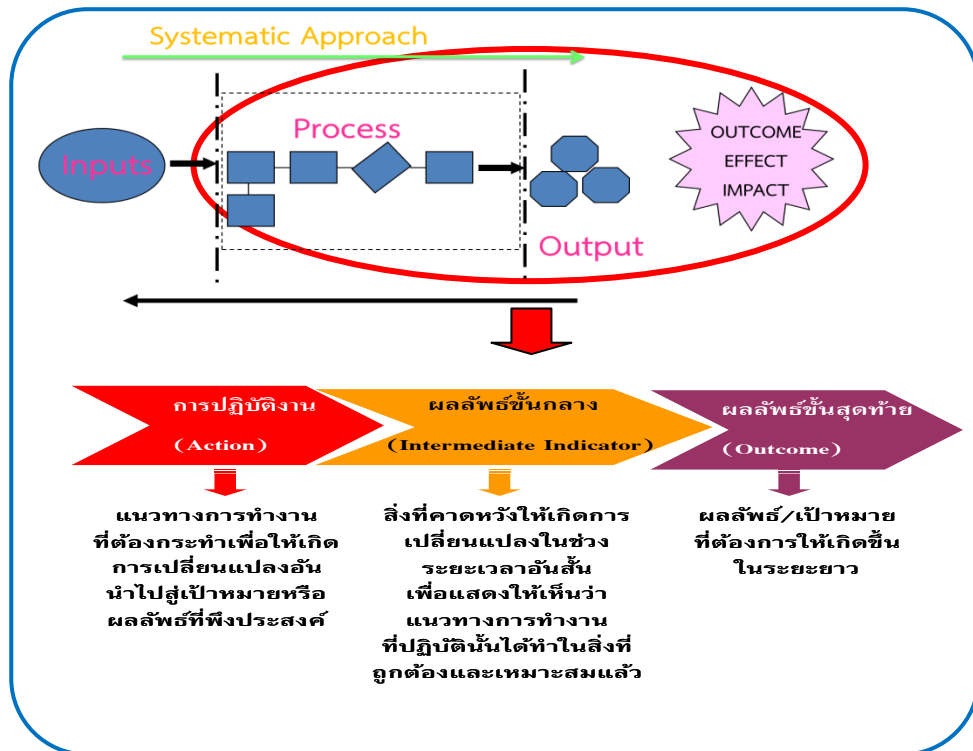 Systematic Approach
Inputs
Process
Output
OUTCOME
EFFECT
IMPACT
การปฏิบัติงาน
(Action)
ผลลัพธ์ขั้นกลาง
(Intermediate Indicator)
ผลลัพธ์ขั้นสุดท้าย
(Outcome)
แนวทางการทำงาน
ที่ต้องกระทำเพื่อให้เกิด
การเปลี่ยนแปลงอัน
นำไปสู่เป้าหมายหรือ
ผลลัพธ์ที่พึงประสงค์
สิ่งที่คาดหวังให้เกิดการ
เปลี่ยนแปลงในช่วง
ระยะเวลาอันสั้น
เพื่อแสดงให้เห็นว่า
แนวทางการทำงาน
ที่ปฏิบัตินั้นได้ทำในสิ่งที่
ถูกต้องและเหมาะสมแล้ว
ผลลัพธ์/เป้าหมาย
ที่ต้องการให้เกิดขึ้น
ในระยะยาว